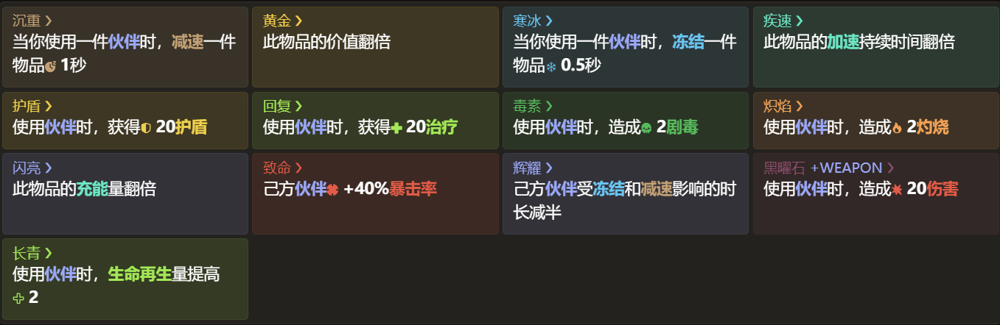 沉重
当你使用一件伙伴时，减速一件
物品 1秒
黄金
此物品的价值翻倍
寒冰
当你使用一件伙伴时，冻结一件
物品 0.5秒
疾速
此物品的加速持续时间翻倍
护盾
使用伙伴时，获得 20护盾
回复
使用伙伴时，获得 20治疗
毒素
使用伙伴时，造成 2剧毒
炽焰
使用伙伴时，造成 2灼烧
闪亮
此物品的充能量翻倍
致命
己方伙伴 +40%暴击率
辉耀
己方伙伴受冻结和减速影响的时
长减半
黑曜石 +WEAPON
使用伙伴时，造成 20伤害
长青
使用伙伴时，生命再生量提高
2